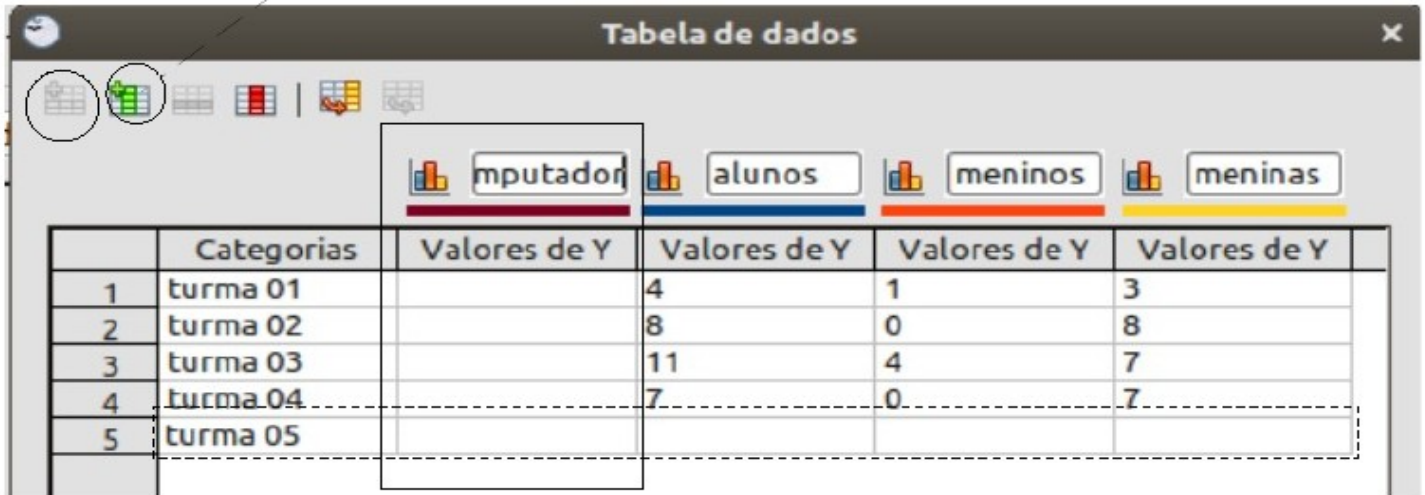 Tabela de dados
mputador alunos meninos meninas
Categorias Valores de Y Valores de Y Valores de Y Valores de Y
1 turma 01 4 1 3
2 turma 02 8 0 8
3 turma 03 11 4 7
4 turma 04 7 0 7
5 turma 05